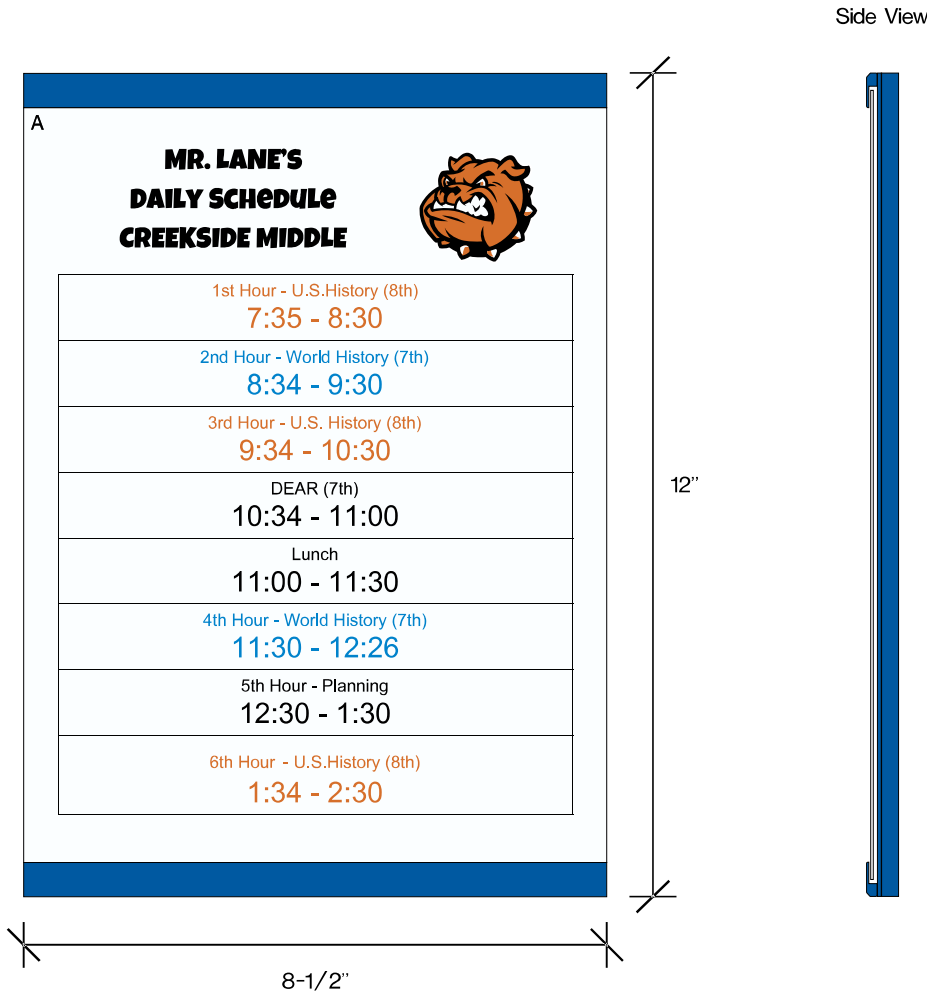 Side View
A
MR. LANE'S
DAILY SCHeDULe
CREEKSIDE MIDDLE
1st Hour - U.S.History (8th)
7:35 - 8:30
2nd Hour - World History (7th)
8:34 - 9:30
3rd Hour - U.S. History (8th)
9:34 - 10:30
DEAR (7th)
10:34 - 11:00
Lunch
11:00 - 11:30
4th Hour - World History (7th)
11:30 - 12:26
5th Hour - Planning
12:30 - 1:30
6th Hour - U.S.History (8th)
1:34 - 2:30
12”
8-1/2”